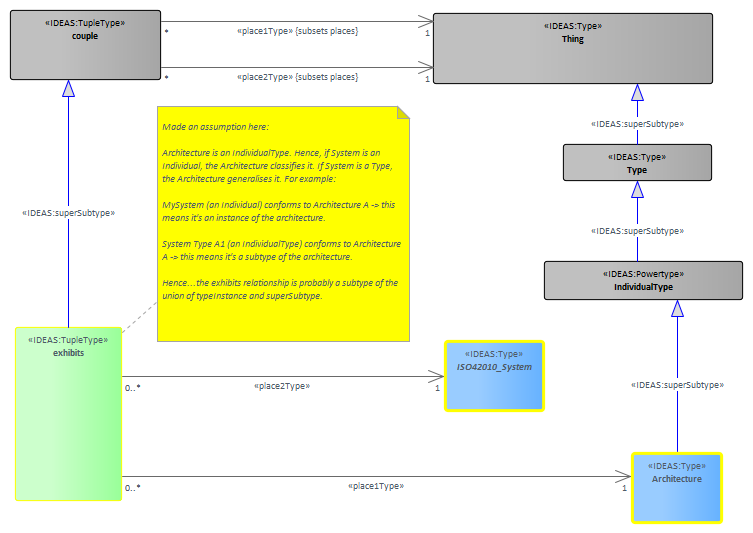 «IDEAS:TupleType»
couple
«place1Type» {subsets places}
*
1
«place2Type» {subsets places}
*
1
«IDEAS:Type»
Thing
«IDEAS:superSubtype»
«IDEAS:Type»
Type
«IDEAS:superSubtype»
«IDEAS:Powertype»
IndividualType
«IDEAS:superSubtype»
Made an assumption here:
Architecture is an IndividualType. Hence, if System is an
Individual, the Architecture classifies it. If System is a Type,
the Architecture generalises it. For example:
MySystem (an Individual) conforms to Architecture A -> this
means it's an instance of the architecture.
System Type A1 (an IndividualType) conforms to Architecture
A -> this means it's a subtype of the architecture.
Hence...the exhibits relationship is probably a subtype of the
union of typeInstance and superSubtype.
«IDEAS:superSubtype»
«IDEAS:TupleType»
exhibits
0..*
«place2Type»
1
«IDEAS:Type»
ISO42010_System
0..*
«place1Type»
1
«IDEAS:Type»
Architecture